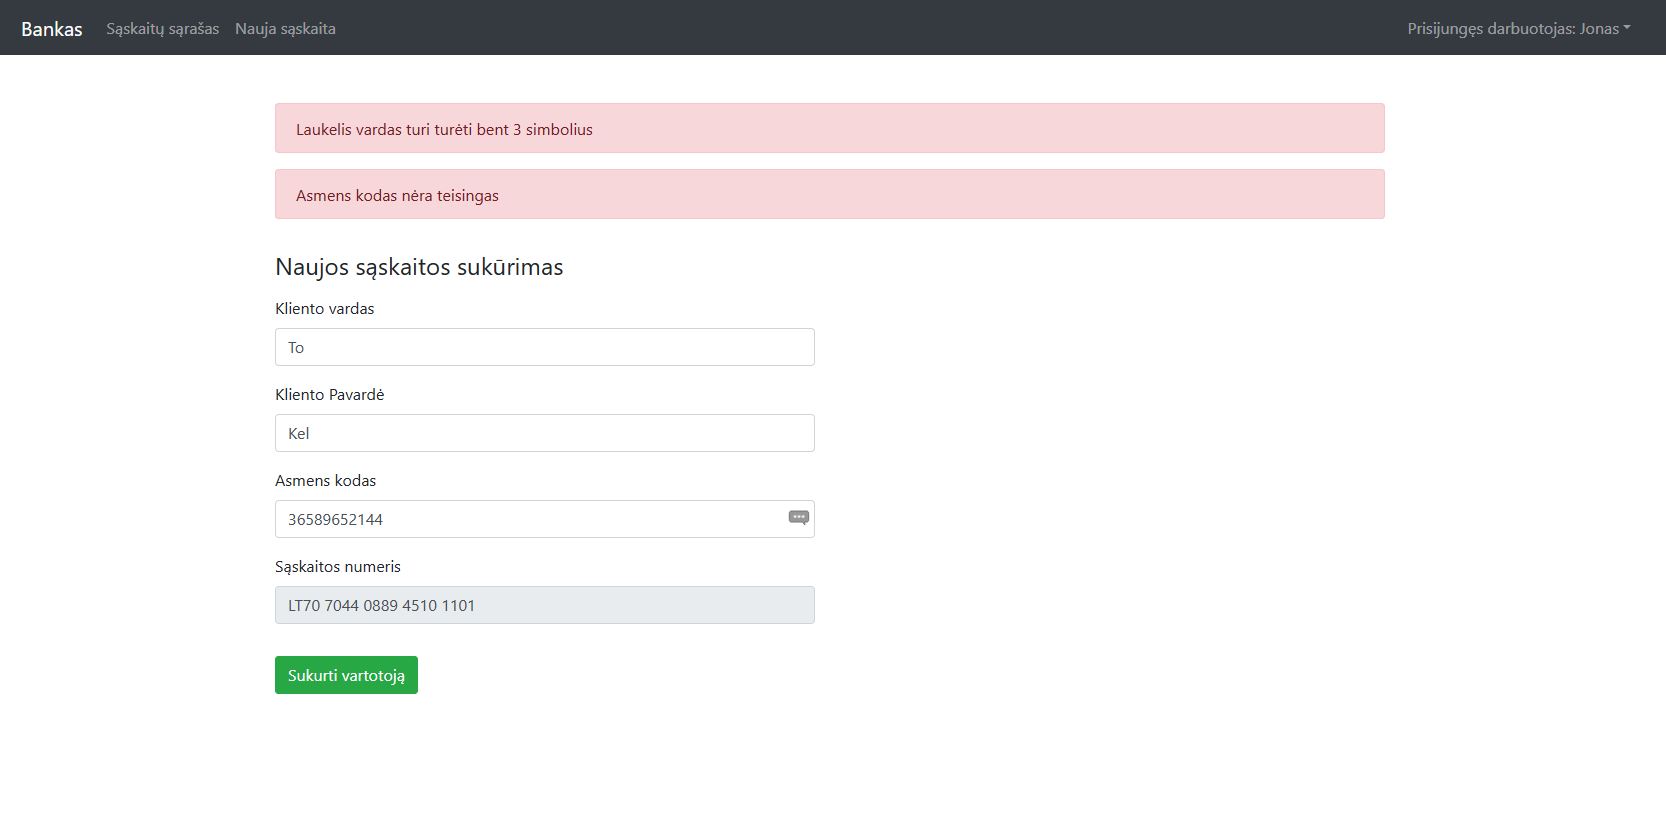 Bankas Sąskaitų sąrašas Nauja sąskaita Prisijungęs darbuotojas: Jonas
Laukelis vardas turi turėti bent 3 simbolius
Asmens kodas nėra teisingas
Naujos sąskaitos sukūrimas
Kliento vardas
To
Kliento Pavardė
Kel
Asmens kodas
36589652144
Sąskaitos numeris
LT70 7044 0889 4510 1101
Sukurti vartotoją